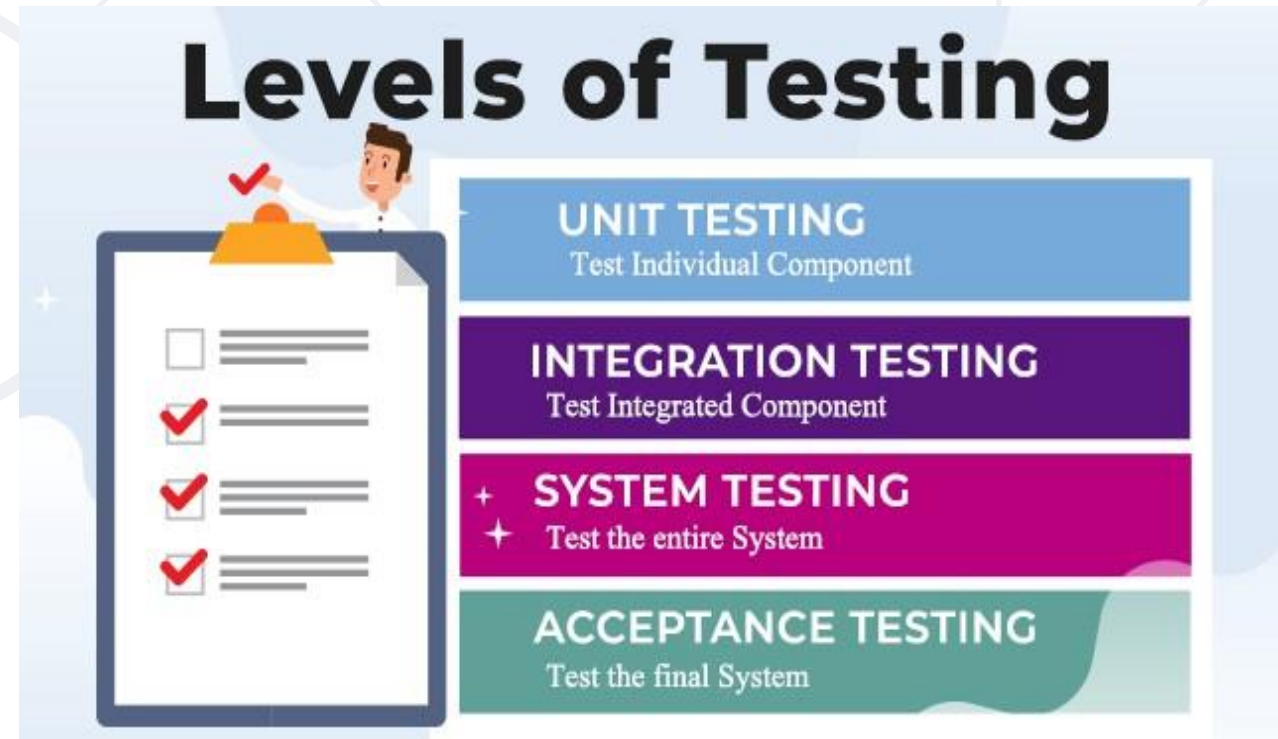 Levels of Testing
UNIT TESTING
Test Individual Component
INTEGRATION TESTING
Test Integrated Component
SYSTEM TESTING
Test the entire System
ACCEPTANCE TESTING
Test the final System